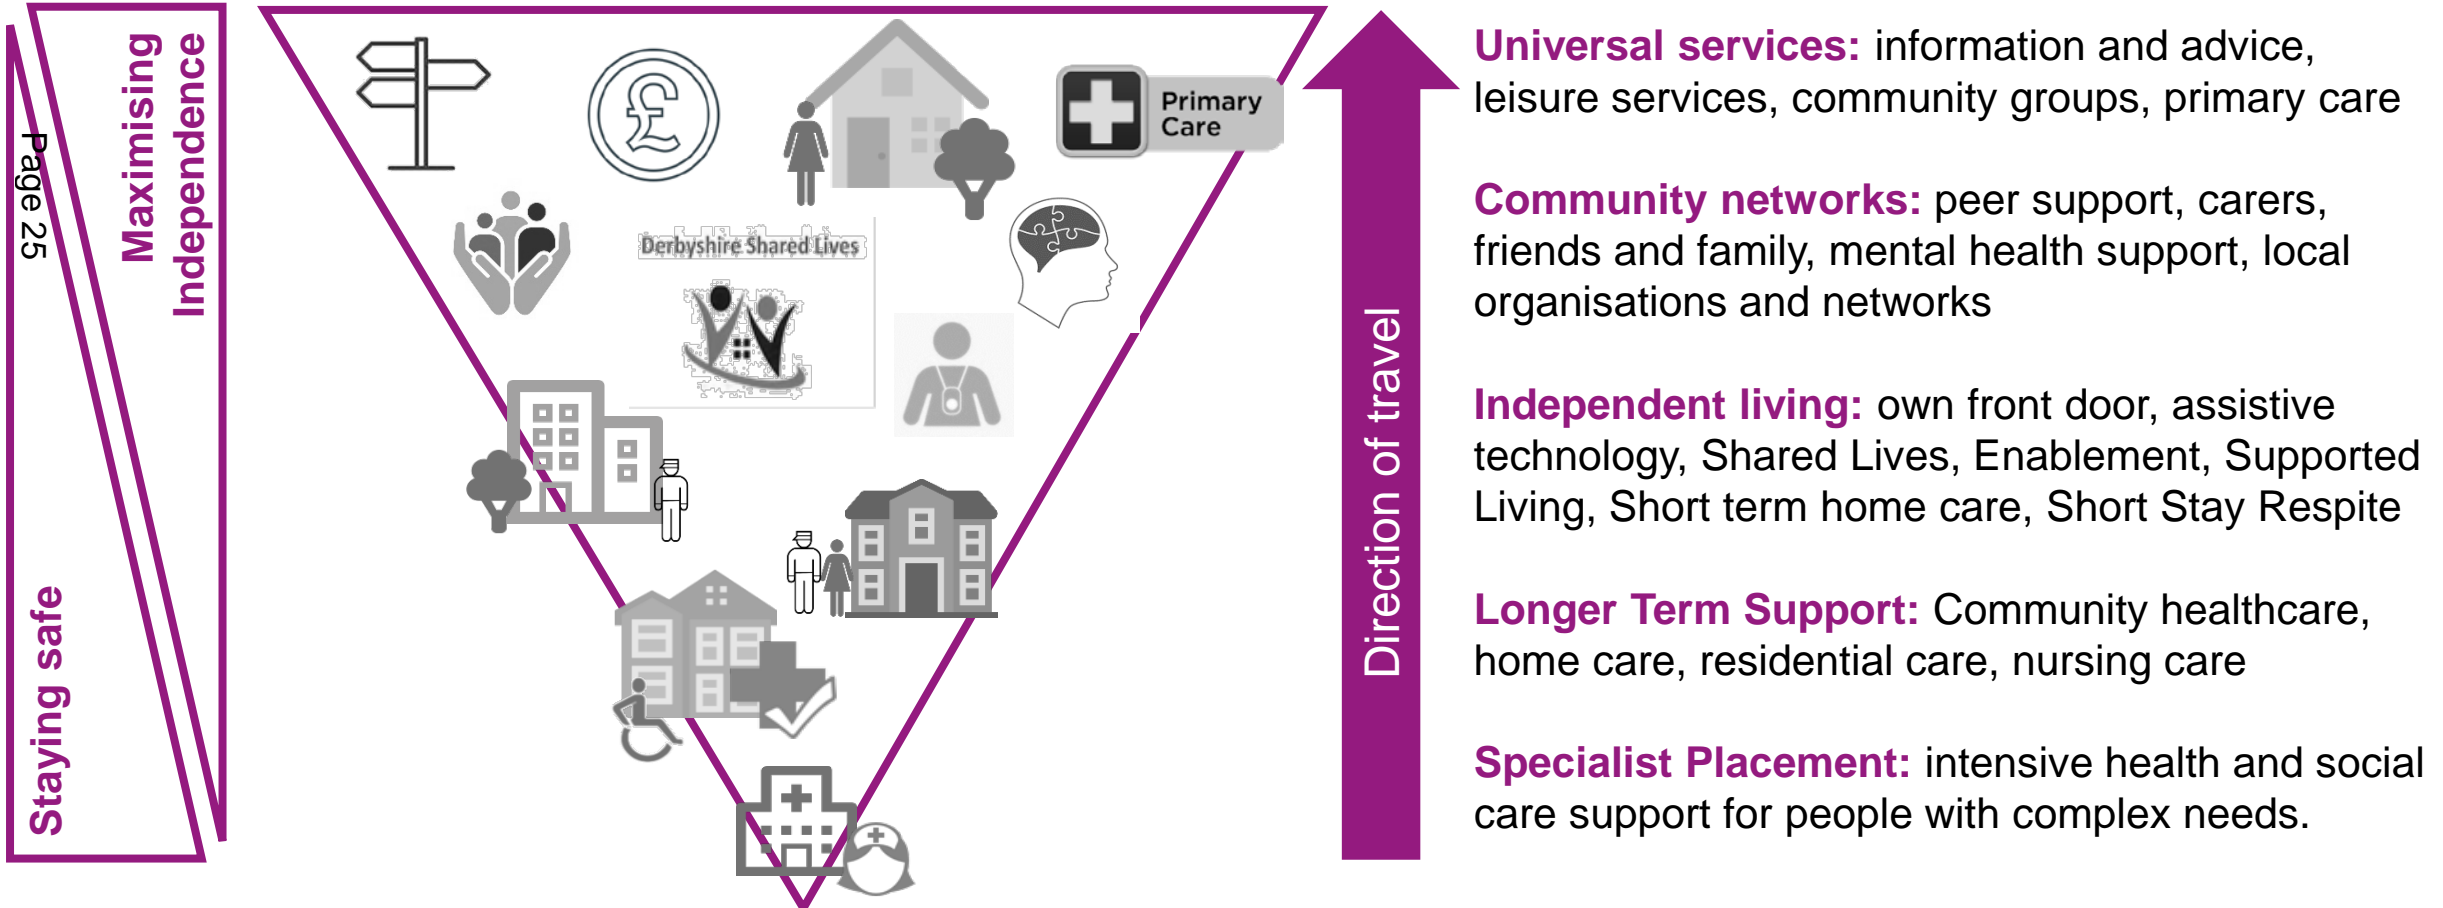 Maximising
Independence
Page 25
Staying safe
Primary
Care
Derbyshire Shared Lives
Direction of travel
Universal services: information and advice,
leisure services, community groups, primary care
Community networks: peer support, carers,
friends and family, mental health support, local
organisations and networks
Independent living: own front door, assistive
technology, Shared Lives, Enablement, Supported
Living, Short term home care, Short Stay Respite
Longer Term Support: Community healthcare,
home care, residential care, nursing care
Specialist Placement: intensive health and social
care support for people with complex needs.